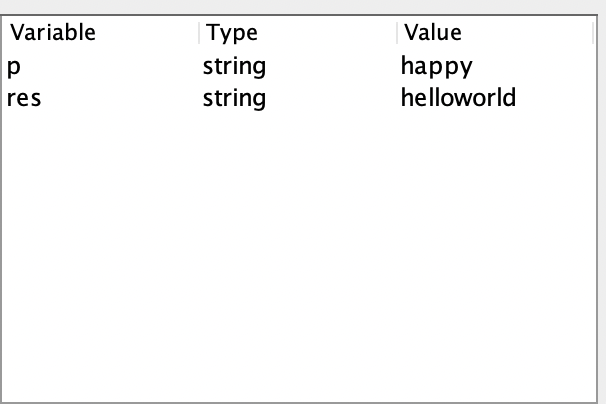 Variable Type Value
p string happy
res string helloworld